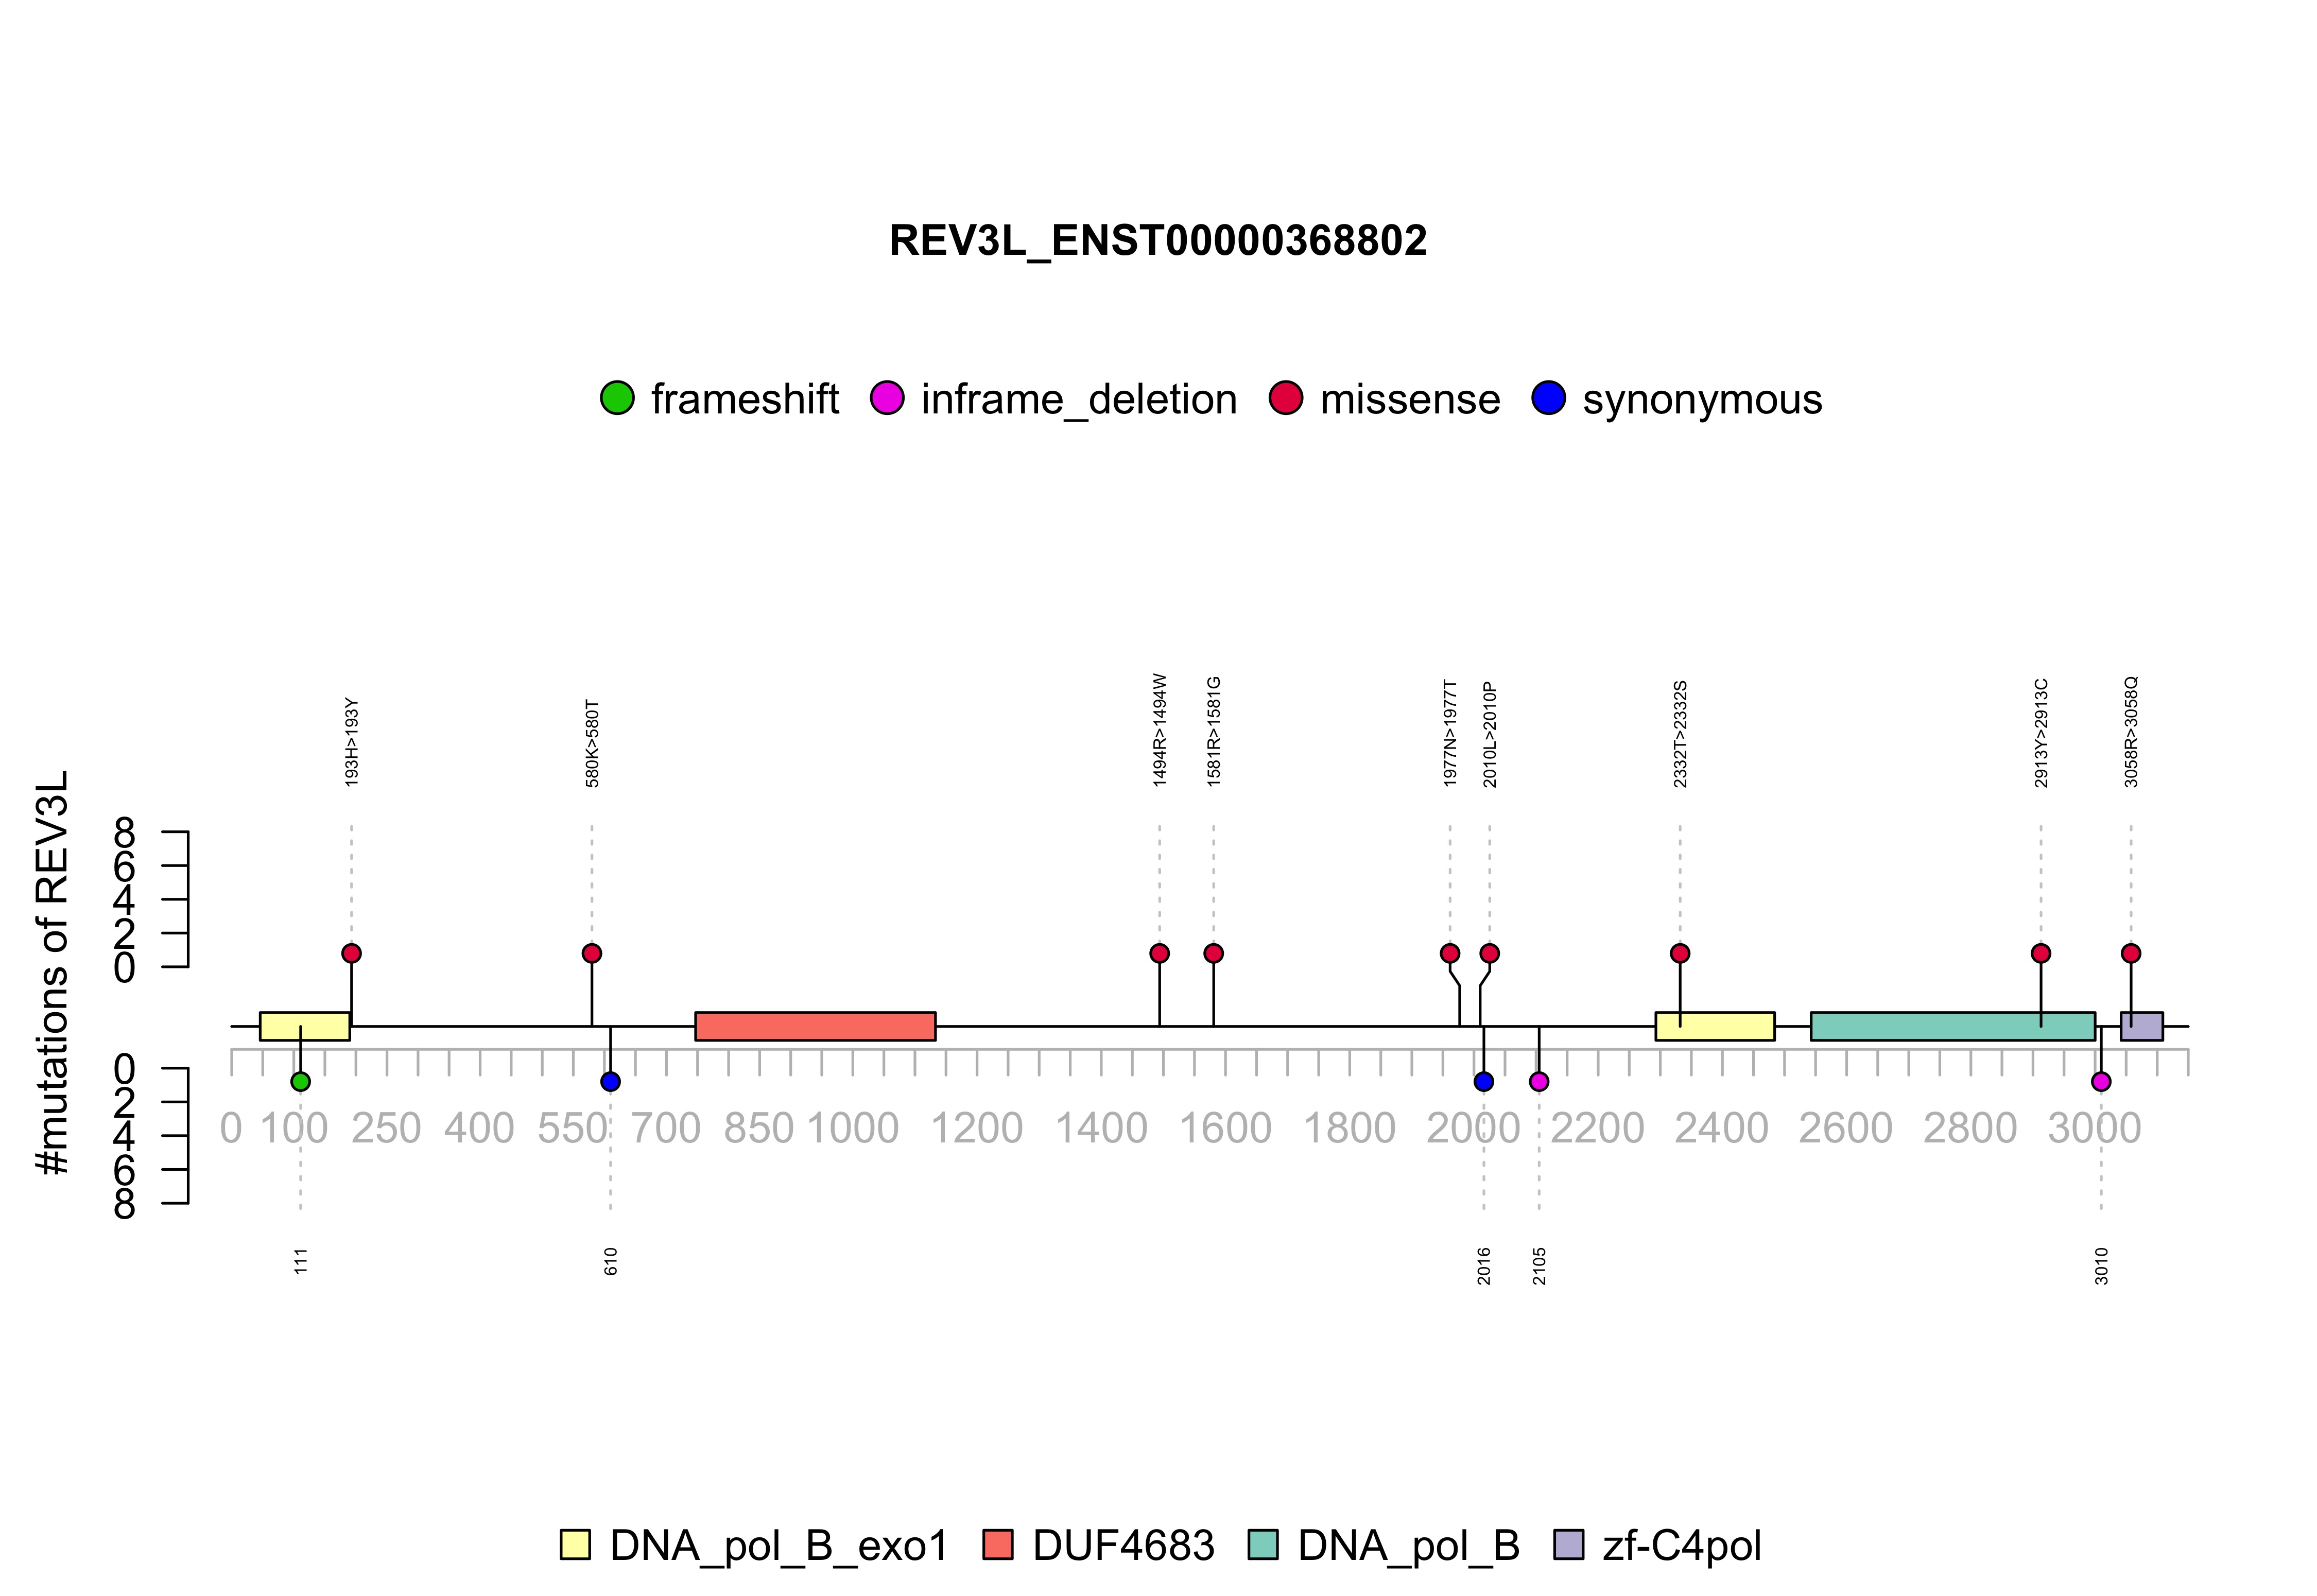 REV3L_ENST00000368802
frameshift inframe_deletion missense synonymous
193H>193Y
580K>580T
1494R>1494W
1581R>1581G
1977N>1977T
2010L>2010P
2332T>2332S
2913Y>2913C
3058R>3058Q
#mutations of REV3L
8
6
4
2
0
0
2
4
6
8
0 100 250 400 550 700 850 1000 1200 1400 1600 1800 2000 2200 2400 2600 2800 3000
111
610
2016
2105
3010
DNA_pol_B_exo1 DUF4683 DNA_pol_B zf-C4pol